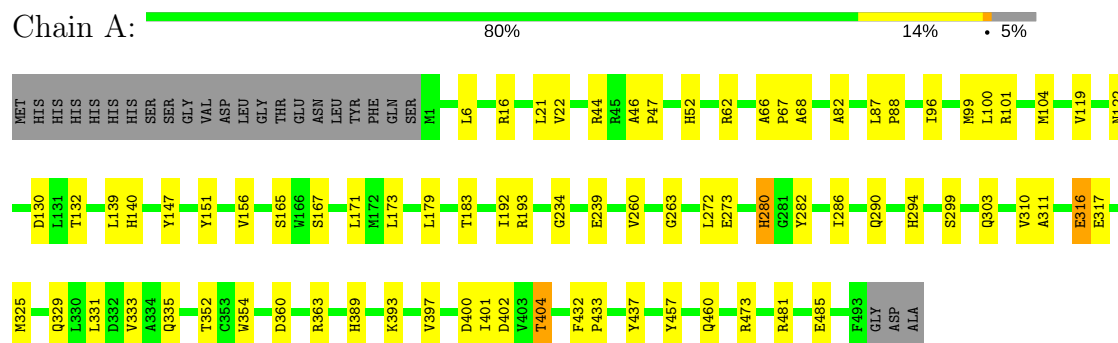 Chain A:
80% 14% • 5%
MET HIS HIS HIS HIS HIS HIS SER SER GLY VAL ASP LEU GLY THR GLU ASN LEU TYR PHE GLN SER M1 L6 R16 L21 V22 R44 R45 A46 P47 H52 R62 A66 P67 A68 A82 L87 P88 I96 M99 L100 R101 M104 V119
D130 L131 T132 L139 H140 Y147 Y151 V156 S165 W166 S167 L171 M172 L173 L179 T183 I192 R193 G234 E239 V260 G263 L272 E273 H280 G281 Y282 I286 Q290 H294 S299 Q303 V310 A311 E316 E317
M325 Q329 L330 L331 D332 V333 A334 Q335 T352 C353 W354 D360 R363 H389 K393 V397 D400 I401 D402 V403 T404 F432 P433 Y437 Y457 Q460 R473 R481 E485 F493 GLY ASP ALA